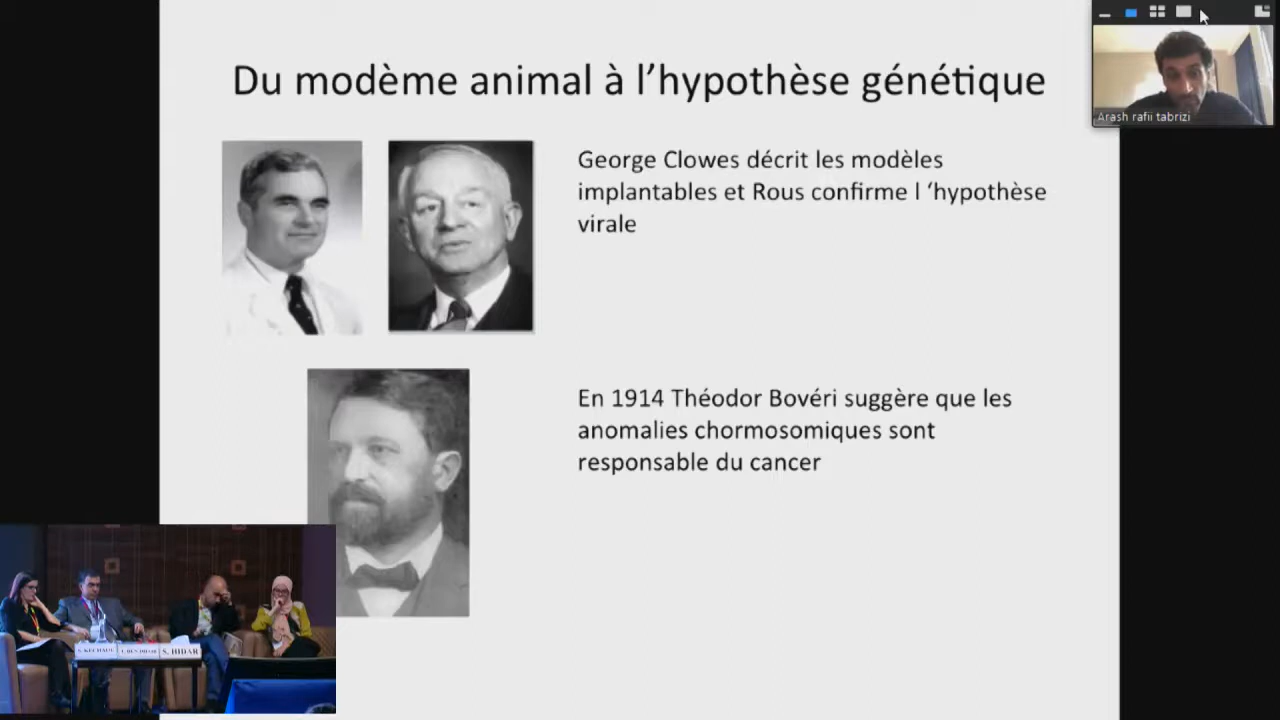 Du modème animal à l’hypothèse génétique
Arash rafii tabrizi
George Clowes décrit les modèles
implantables et Rous confirme l ‘hypothèse
virale
En 1914 Théodor Bovéri suggère que les
anomalies chormosomiques sont
responsable du cancer
S. HIDAR